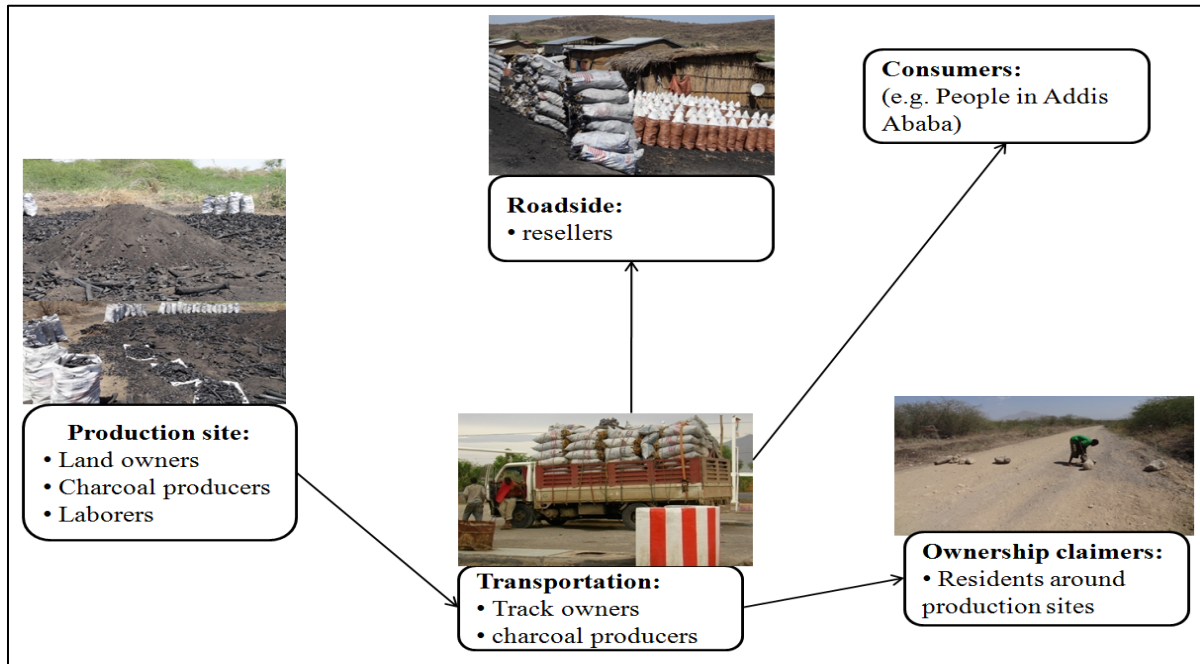 Production site:
• Land owners
• Charcoal producers
• Laborers
Roadside:
• resellers
Consumers:
(e.g. People in Addis
Ababa)
Transportation:
• Track owners
• charcoal producers
Ownership claimers:
• Residents around
production sites